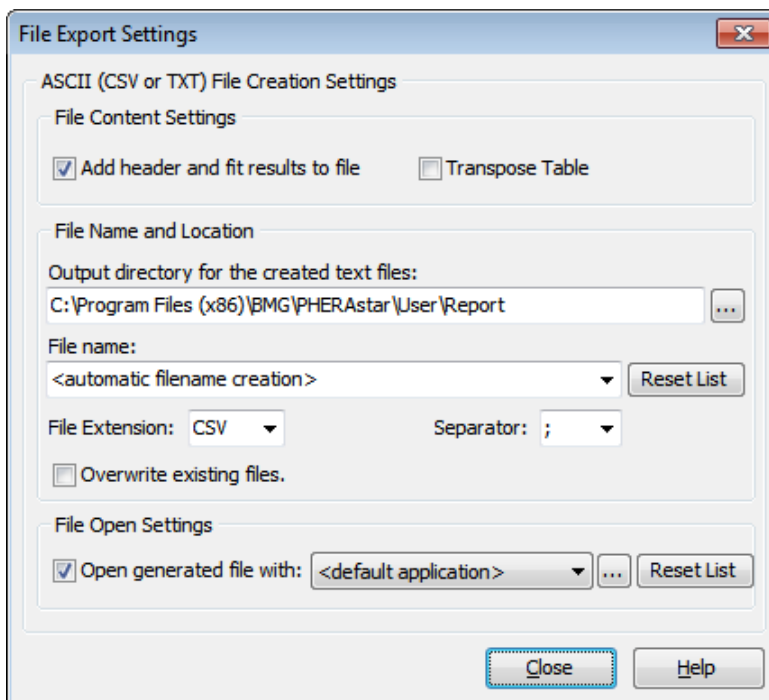 File Export Settings
ASCII (CSV or TXT) File Creation Settings
File Content Settings
Add header and fit results to file Transpose Table
File Name and Location
Output directory for the created text files:
C:\Program Files (x86)\BMG\PHERAstar\User\Report ...
File name:
<automatic filename creation> Reset List
File Extension: CSV Separator: ;
Overwrite existing files.
File Open Settings
Open generated file with: <default application> ... Reset List
Close Help